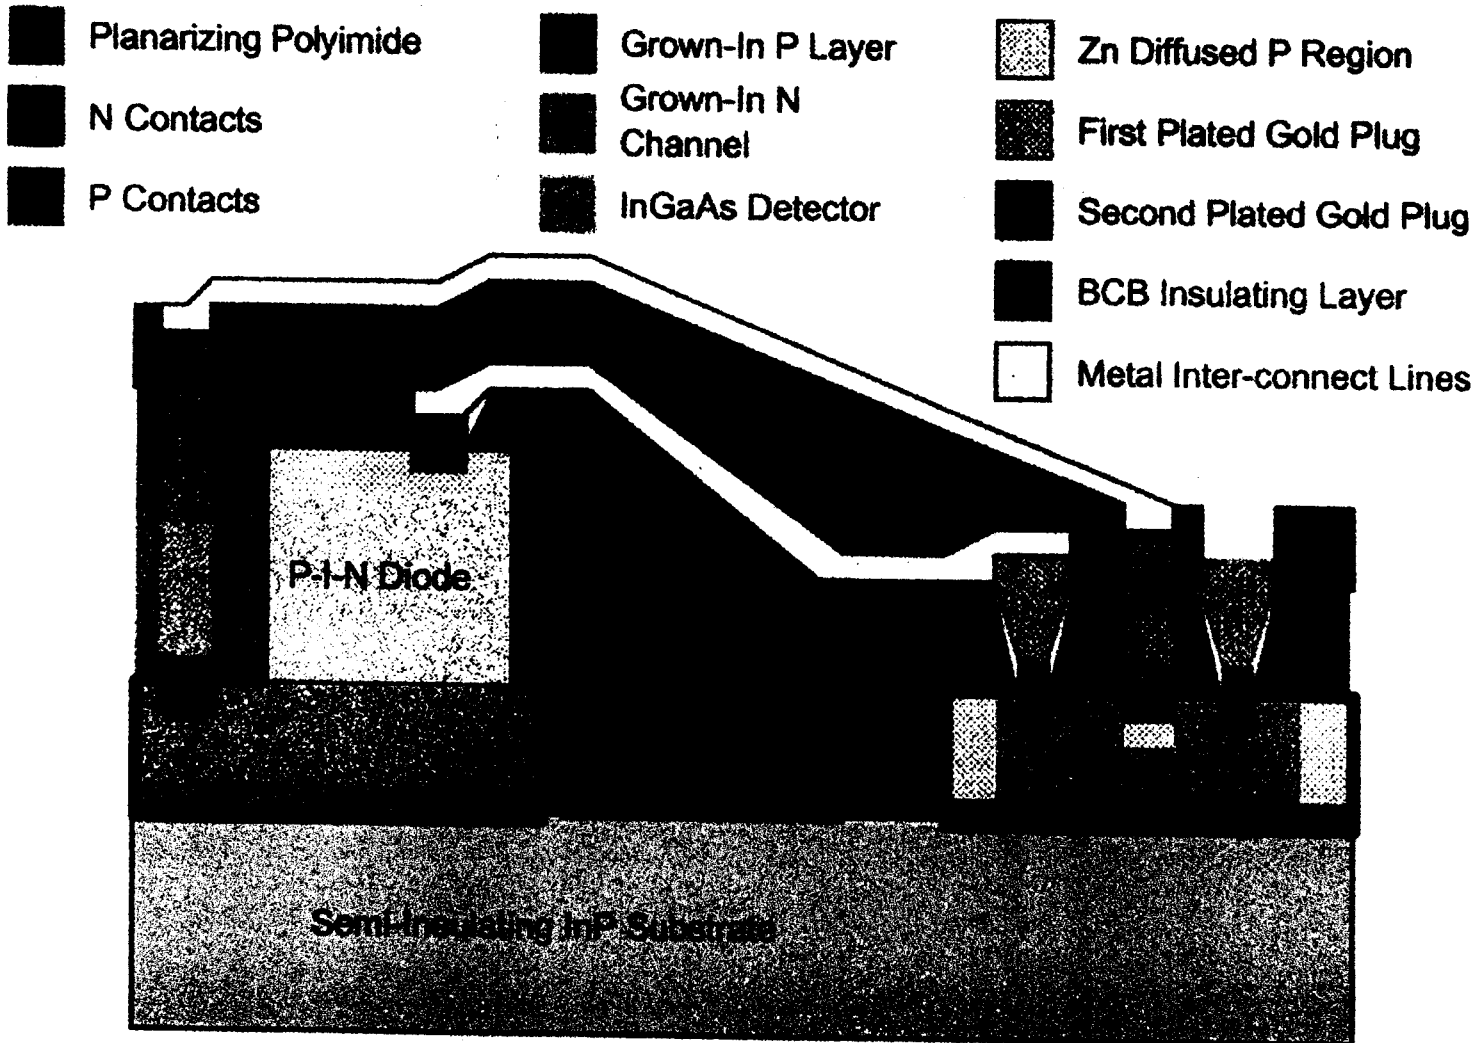 Planarizing Polyimide
N Contacts
P Contacts
Grown-In P Layer
Grown-In N
Channel
InGaAs Detector
Zn Diffused P Region
First Plated Gold Plug
Second Plated Gold Plug
BCB Insulating Layer
Metal Inter-connect Lines
P-I-N Diode
Semi-Insulating InP Substrate